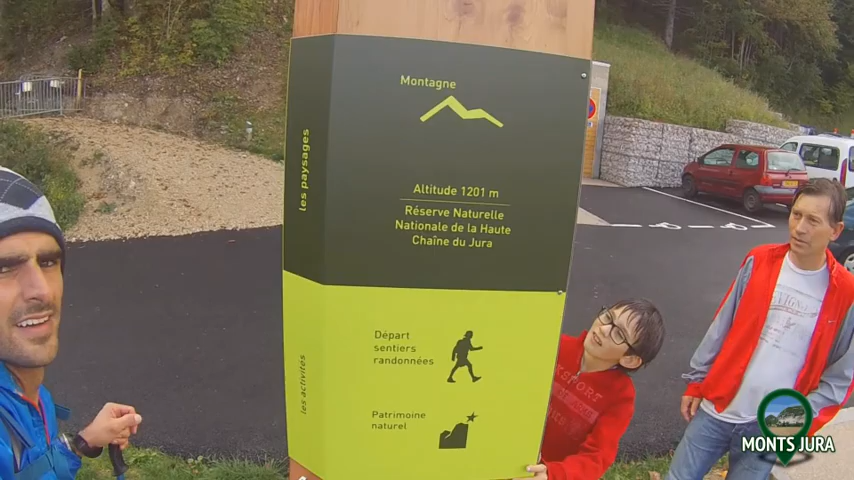 Montagne
les paysages
Altitude 1201 m
Réserve Naturelle
Nationale de la Haute
Chaîne du Jura
Départ
sentiers
randonnées
les activités
Patrimoine
naturel
MONTS JURA